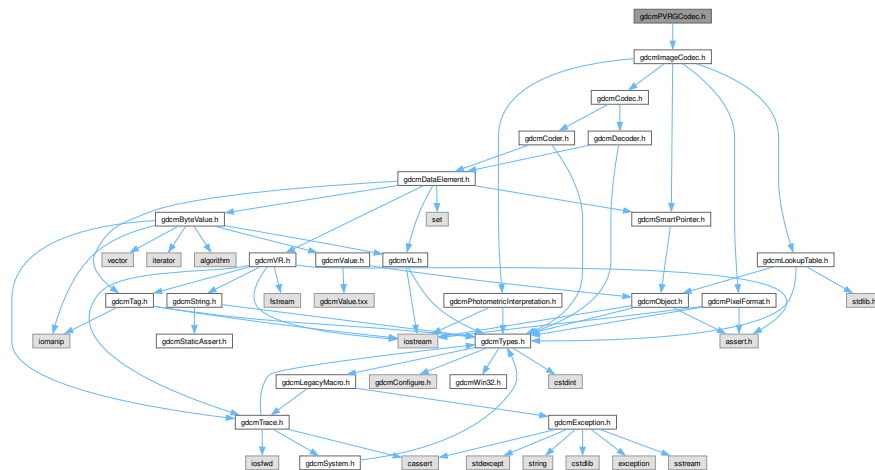 gdcmPVRGCodec.h
gdcmImageCodec.h
gdcmCodec.h
gdcmCoder.h
gdcmDecoder.h
gdcmDataElement.h
gdcmByteValue.h
set
gdcmSmartPointer.h
vector
iterator
algorithm
gdcmVR.h
gdcmValue.h
gdcmVL.h
gdcmLookupTable.h
gdcmTag.h
gdcmString.h
fstream
gdcmValue.txx
gdcmPhotometricInterpretation.h
gdcmObject.h
gdcmPixelFormat.h
stdlib.h
iomanip
gdcmStaticAssert.h
iostream
gdcmTypes.h
assert.h
gdcmLegacyMacro.h
gdcmConfigure.h
gdcmWin32.h
cstdint
gdcmTrace.h
gdcmException.h
iosfwd
gdcmSystem.h
cassert
stdexcept
string
cstdlib
exception
sstream